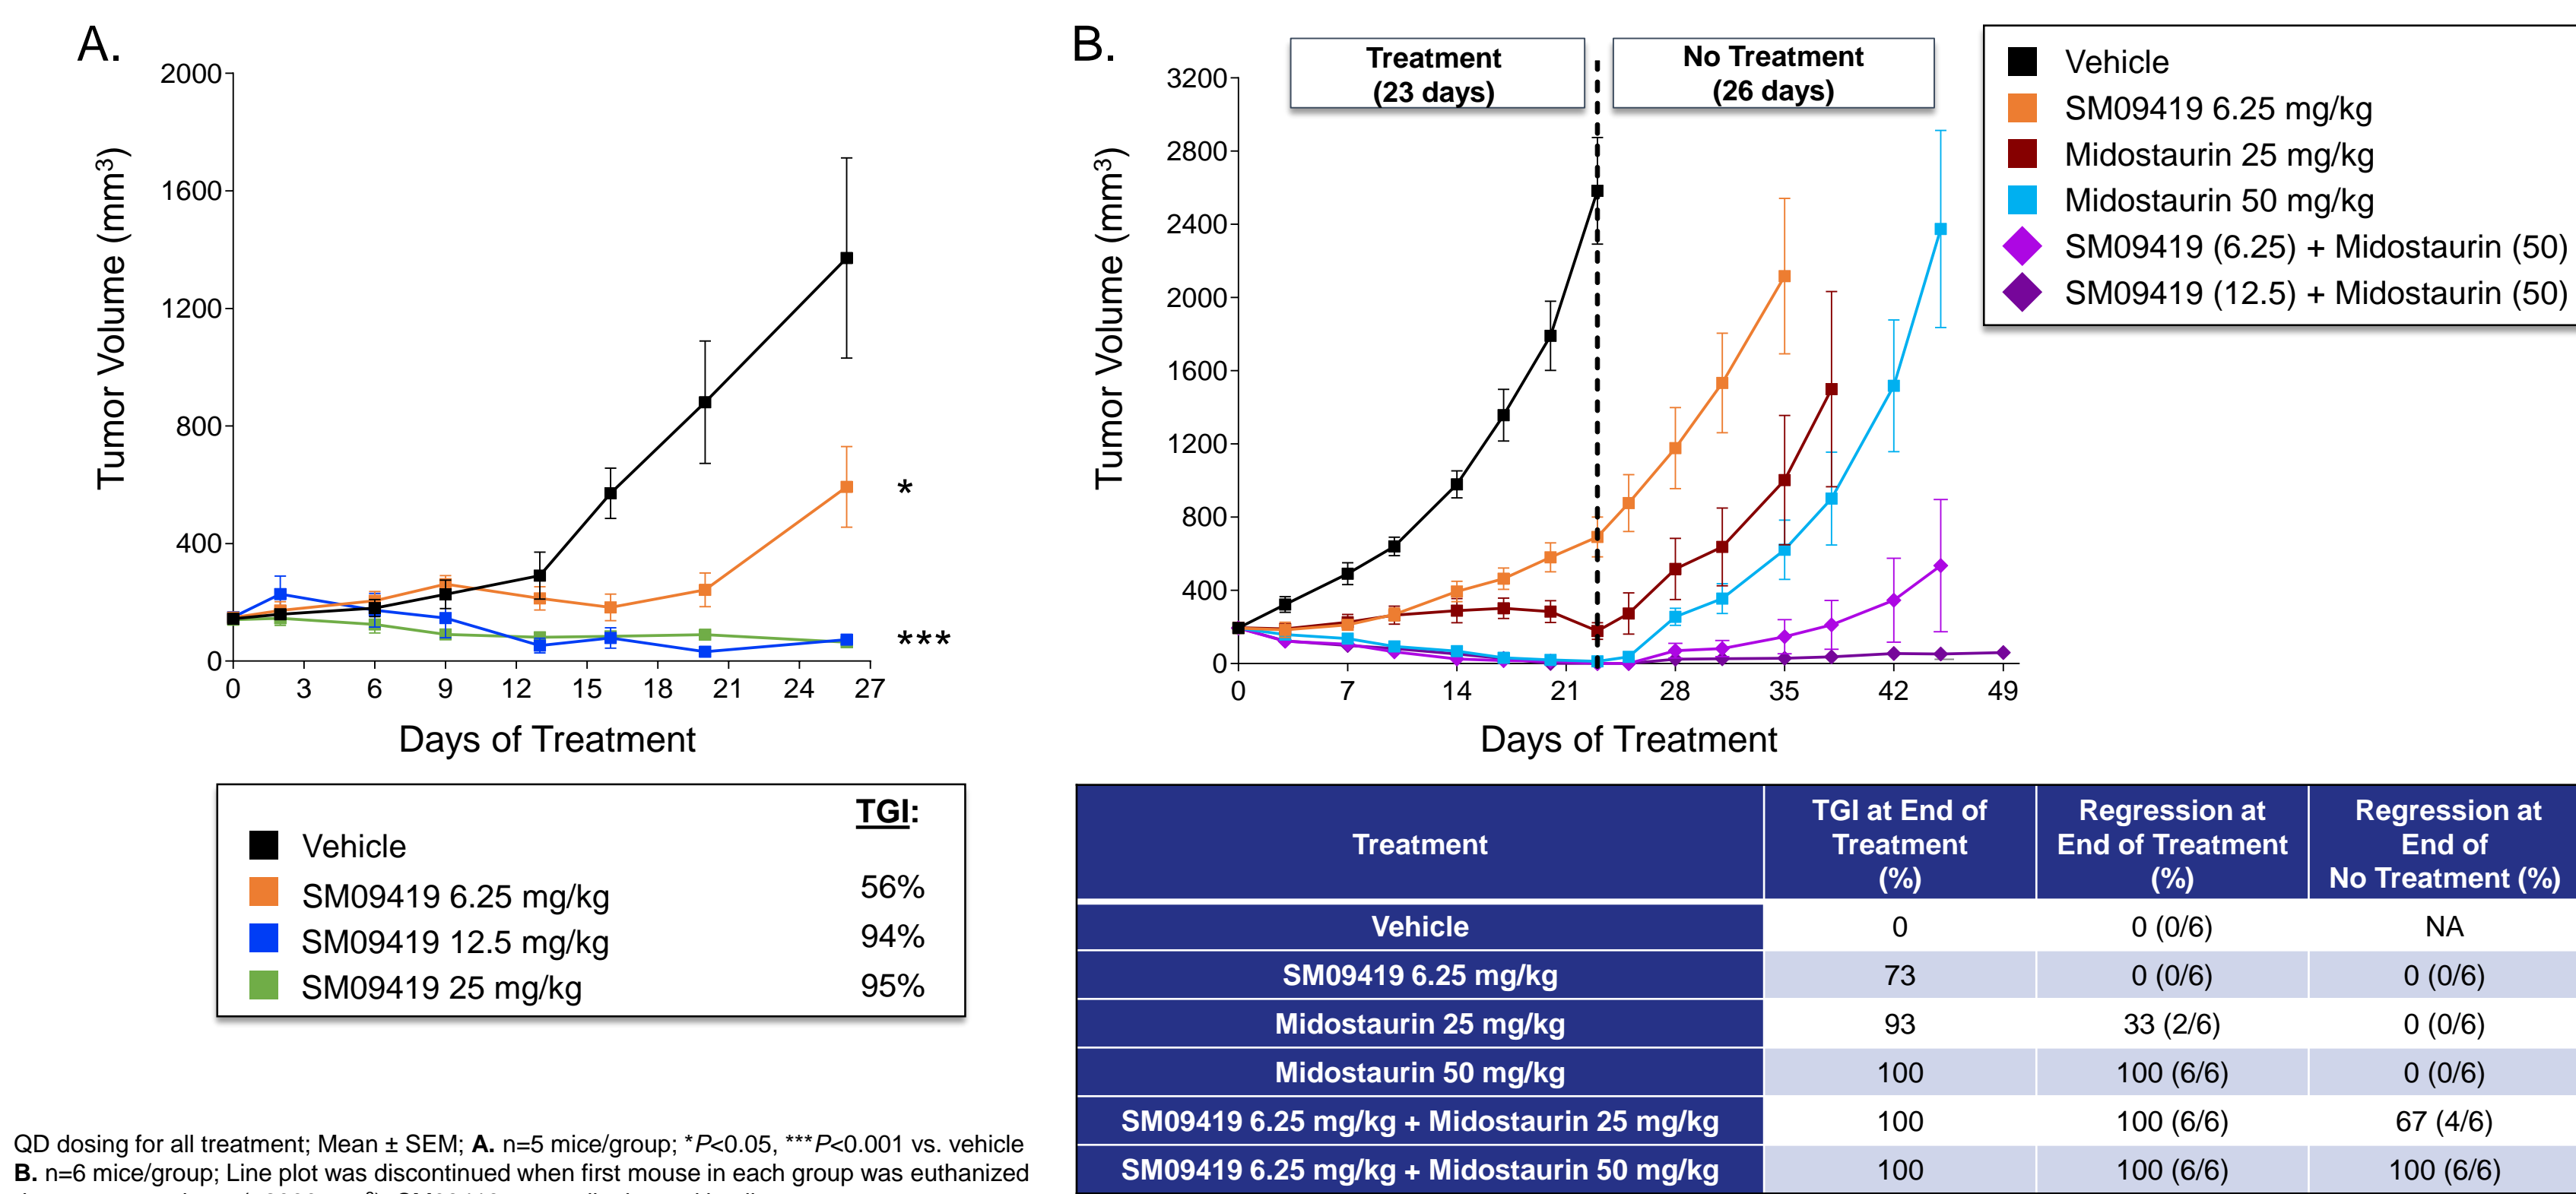 A.
Tumor Volume (mm³)
2000
1600
1200
800
400
0
0 3 6 9 12 15 18 21 24 27
*
***
Days of Treatment
TGI:
Vehicle
SM09419 6.25 mg/kg 56%
SM09419 12.5 mg/kg 94%
SM09419 25 mg/kg 95%
QD dosing for all treatment; Mean ± SEM; A. n=5 mice/group; *P<0.05, ***P<0.001 vs. vehicle
B. n=6 mice/group; Line plot was discontinued when first mouse in each group was euthanized
B.
Treatment
(23 days)
No Treatment
(26 days)
Tumor Volume (mm³)
3200
2800
2400
2000
1600
1200
800
400
0
0 7 14 21 28 35 42 49
Days of Treatment
Vehicle
SM09419 6.25 mg/kg
Midostaurin 25 mg/kg
Midostaurin 50 mg/kg
SM09419 (6.25) + Midostaurin (50)
SM09419 (12.5) + Midostaurin (50)
Treatment
TGI at End of
Treatment
(%)
Regression at
End of Treatment
(%)
Regression at
End of
No Treatment (%)
Vehicle 0 0 (0/6) NA
SM09419 6.25 mg/kg 73 0 (0/6) 0 (0/6)
Midostaurin 25 mg/kg 93 33 (2/6) 0 (0/6)
Midostaurin 50 mg/kg 100 100 (6/6) 0 (0/6)
SM09419 6.25 mg/kg + Midostaurin 25 mg/kg 100 100 (6/6) 67 (4/6)
SM09419 6.25 mg/kg + Midostaurin 50 mg/kg 100 100 (6/6) 100 (6/6)